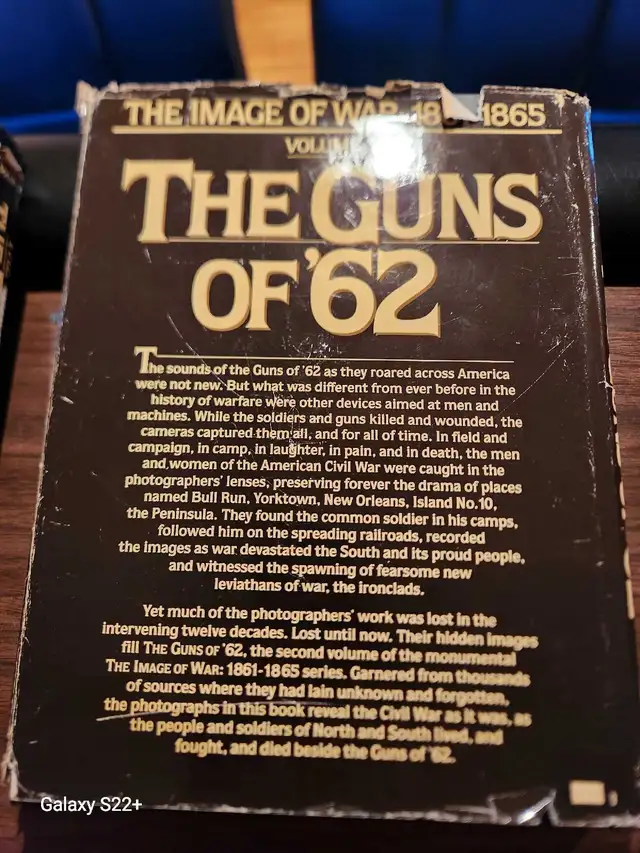 THE IMAGE OF WAR 1865
THE GUNS
OF '62
The sounds of the Guns of '62 as they roared across America
were not new. But what was different from ever before in the
history of warfare were other devices aimed at men and
machines. While the soldiers and guns killed and wounded, the
cameras captured them all, and for all of time. In field and
campaign, in camp, in laughter, in pain, and in death, the men
and women of the American Civil War were caught in the
photographers' lenses, preserving forever the drama of places
named Bull Run, Yorktown, New Orleans, Island No. 10,
the Peninsula. They found the common soldier in his camps,
followed him on the spreading railroads, recorded
the images as war devastated the South and its proud people,
and witnessed the spawning of fearsome new
leviathans of war, the ironclads.
Yet much of the photographers' work was lost in the
intervening twelve decades. Lost until now. Their hidden images
fill THE GUNS OF '62, the second volume of the monumental
THE IMAGE OF WAR: 1861-1865 series. Garnered from thousands
of sources where they had lain unknown and forgotten,
the photographs in this book reveal the Civil War as it was, as
the people and soldiers of North and South lived, and
fought, and died beside the Guns of '62.
Galaxy S22+